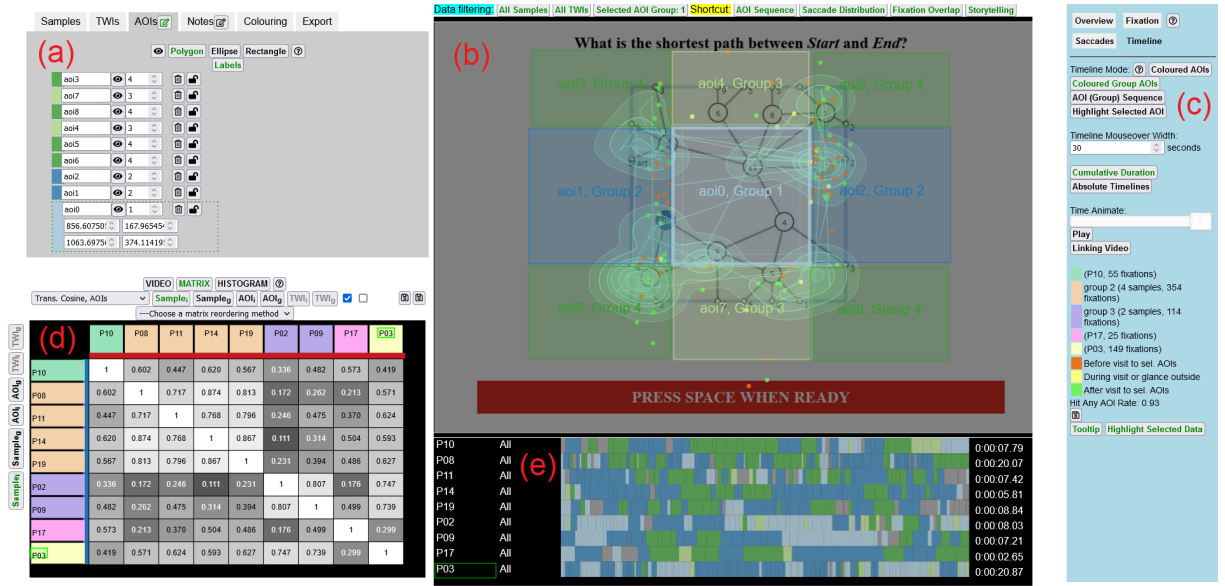 Samples TWIs AOIs Notes Colouring Export
(a)
Polygon Ellipse Rectangle
Labels
aoi3 4
aoi7 3
aoi8 4
aoi4 3
aoi5 4
aoi6 4
aoi2 2
aoi1 2
aoi0 1
856.60750 167.96545
1063.6975 374.11419
Data filtering: All Samples All TWIs Selected AOI Group: 1 Shortcut: AOI Sequence Saccade Distribution Fixation Overlap Storytelling
(b)
What is the shortest path between Start and End?
aoi3, Group 4 aoi4, Group 3 aoi5, Group 4
aoi1, Group 2 aoi0, Group 1 aoi2, Group 2
aoi6, Group 4 aoi7, Group 3 aoi8, Group 4
PRESS SPACE WHEN READY
Overview Fixation
Saccades Timeline
Timeline Mode: Coloured AOIs
Coloured Group AOIs
AOI (Group) Sequence
Highlight Selected AOI
(c)
Timeline Mouseover Width:
30 seconds
Cumulative Duration
Absolute Timelines
Time Animate:
Play
Linking Video
(P10, 55 fixations)
group 2 (4 samples, 354
fixations)
group 3 (2 samples, 114
fixations)
(P17, 25 fixations)
(P03, 149 fixations)
Before visit to sel. AOIs
During visit or glance outside
After visit to sel. AOIs
Hit Any AOI Rate: 0.93
Tooltip Highlight Selected Data
VIDEO MATRIX HISTOGRAM
Trans. Cosine, AOIs Samplei Sampleg AOIi AOIg TWIi TWIg
---Choose a matrix reordering method
(d)
TWIg
TWIi
AOIg
AOIi
Sampleg
Samplei
P10 P08 P11 P14 P19 P02 P09 P17 P03
P10 1 0.602 0.447 0.620 0.567 0.336 0.482 0.573 0.419
P08 0.602 1 0.717 0.874 0.813 0.172 0.262 0.213 0.571
P11 0.447 0.717 1 0.768 0.796 0.246 0.475 0.370 0.624
P14 0.620 0.874 0.768 1 0.867 0.111 0.314 0.504 0.593
P19 0.567 0.813 0.796 0.867 1 0.231 0.394 0.486 0.627
P02 0.336 0.172 0.246 0.111 0.231 1 0.807 0.176 0.747
P09 0.482 0.262 0.475 0.314 0.394 0.807 1 0.499 0.739
P17 0.573 0.213 0.370 0.504 0.486 0.176 0.499 1 0.299
P03 0.419 0.571 0.624 0.593 0.627 0.747 0.739 0.299 1
(e)
P10 All 0:00:07.79
P08 All 0:00:20.07
P11 All 0:00:07.42
P14 All 0:00:05.81
P19 All 0:00:08.84
P02 All 0:00:08.03
P09 All 0:00:07.21
P17 All 0:00:02.65
P03 All 0:00:20.87